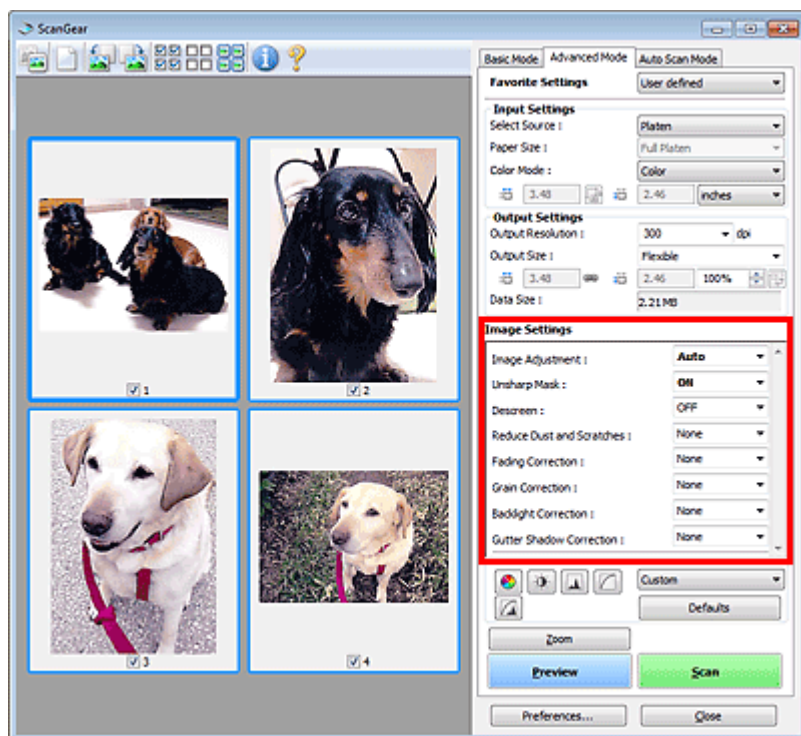 ScanGear
Basic Mode Advanced Mode Auto Scan Mode
Favorite Settings User defined
Input Settings
Select Source : Platen
Paper Size : Full Platen
Color Mode : Color
3.48 2.46 inches
Output Settings
Output Resolution : 300 dpi
Output Size : Flexible
3.48 2.46 100%
Data Size : 2.21 MB
Image Settings
Image Adjustment : Auto
Unsharp Mask : ON
Descreen : OFF
Reduce Dust and Scratches : None
Fading Correction : None
Grain Correction : None
Backlight Correction : None
Gutter Shadow Correction : None
Custom
Defaults
Zoom
Preview Scan
Preferences... Close
1
2
3
4